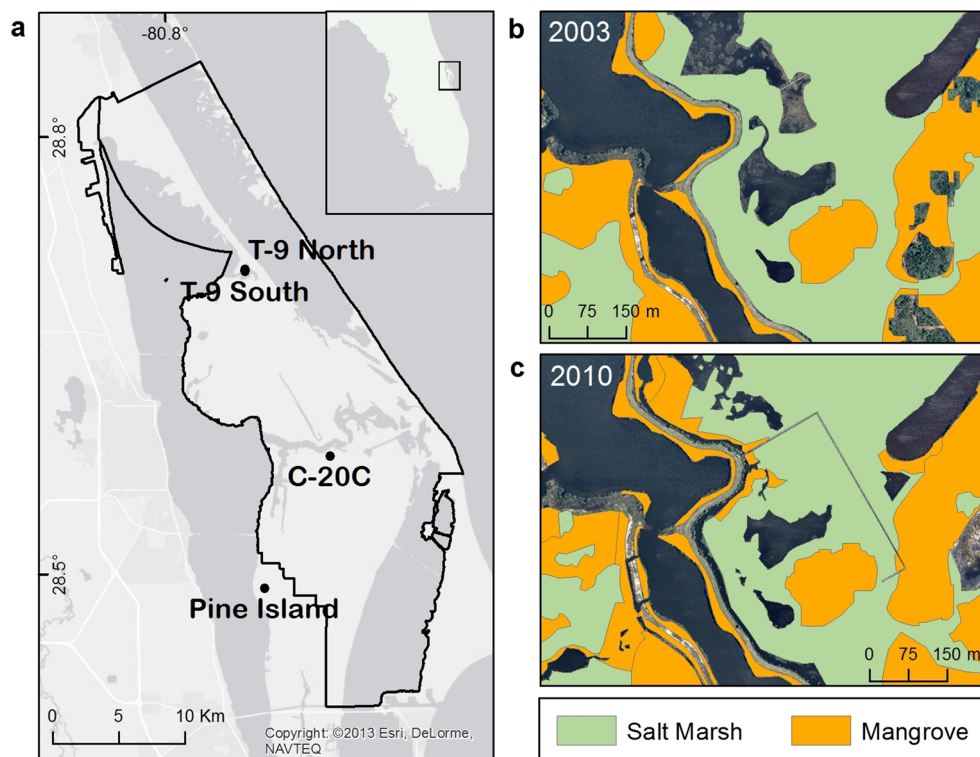 a
-80.8°
28.8°
T-9 North
T-9 South
C-20C
28.5°
Pine Island
0 5 10 Km
Copyright: ©2013 Esri, DeLorme,
NAVTEQ
b
2003
0 75 150 m
c
2010
0 75 150 m
Salt Marsh
Mangrove